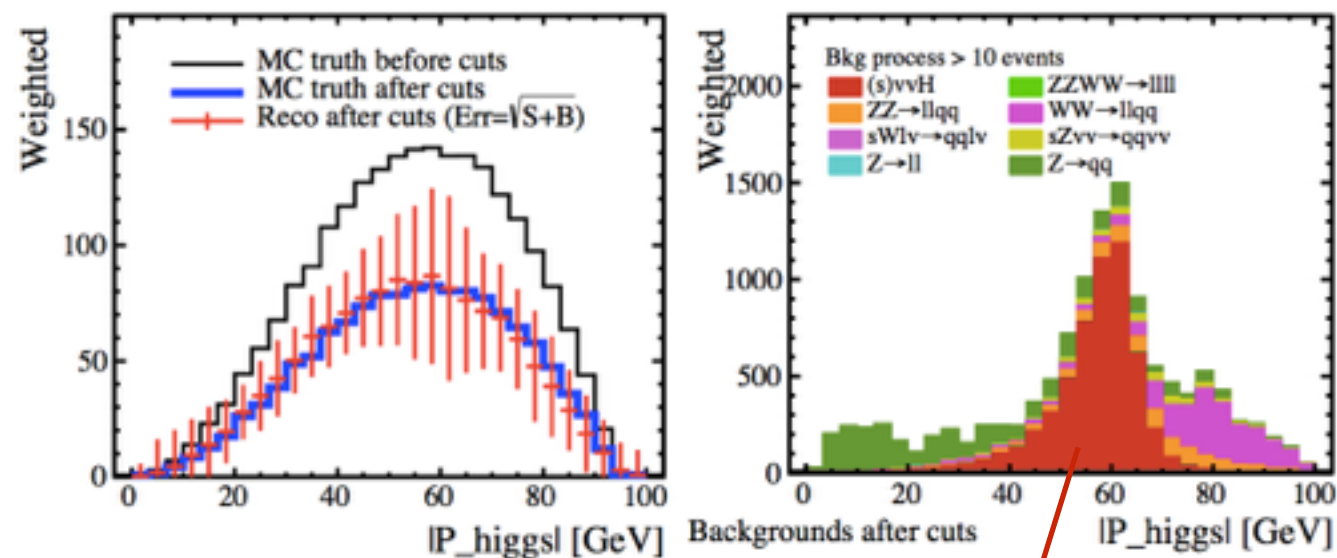 Weighted
MC truth before cuts
MC truth after cuts
Reco after cuts (Err=√S+B)
150
100
50
0
0 20 40 60 80 100
|P_higgs| [GeV]
Weighted
Bkg process > 10 events
(s)vvH ZZWW→llll
ZZ→llqq WW→llqq
sWlv→qqlv sZvv→qqvv
Z→ll Z→qq
2000
1500
1000
500
0
0 20 40 60 80 100
Backgrounds after cuts |P_higgs| [GeV]